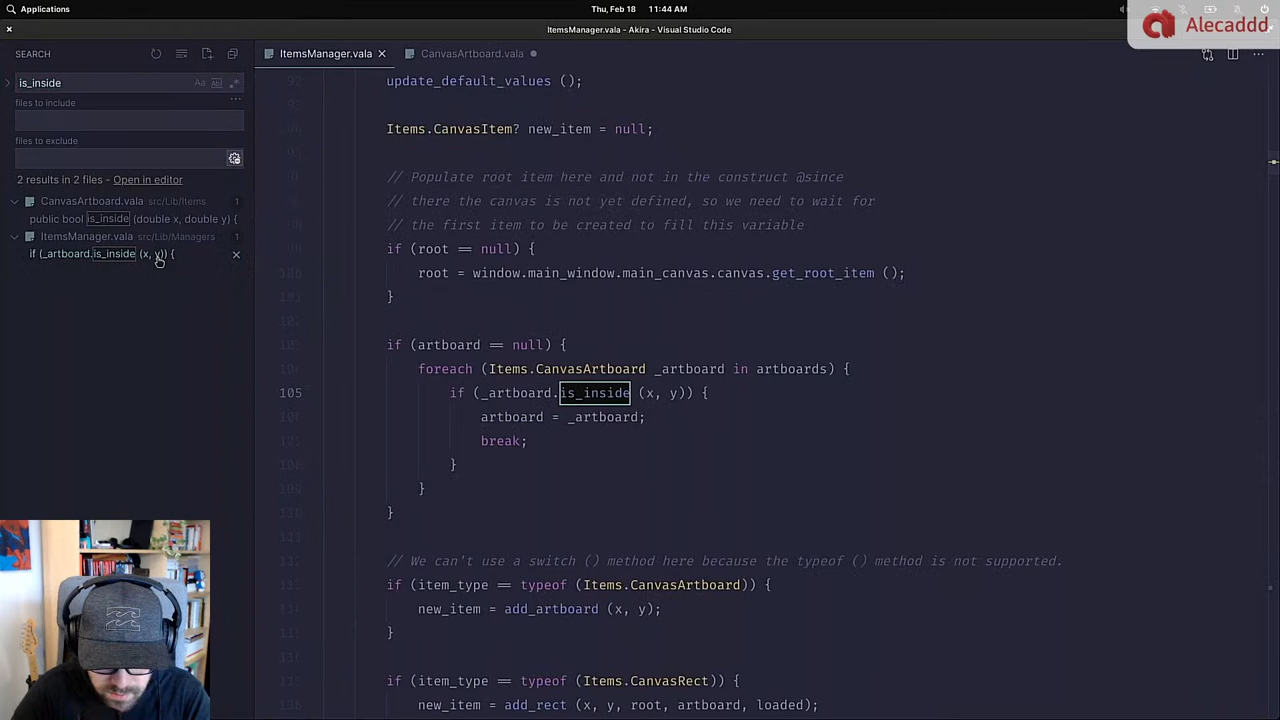 Applications
Thu, Feb 18 11:44 AM
ItemsManager.vala - Akira - Visual Studio Code
Alecaddd
SEARCH
is_inside
files to include
files to exclude
2 results in 2 files - Open in editor
CanvasArtboard.vala src/Lib/Items 1
public bool is_inside (double x, double y) {
ItemsManager.vala src/Lib/Managers 1
if (_artboard.is_inside (x, y)) {
ItemsManager.vala
CanvasArtboard.vala
update_default_values ();
Items.CanvasItem? new_item = null;
// Populate root item here and not in the construct @since
// there the canvas is not yet defined, so we need to wait for
// the first item to be created to fill this variable
if (root == null) {
root = window.main_window.main_canvas.canvas.get_root_item ();
}
if (artboard == null) {
foreach (Items.CanvasArtboard _artboard in artboards) {
105 if (_artboard.is_inside (x, y)) {
artboard = _artboard;
break;
}
}
}
// We can't use a switch () method here because the typeof () method is not supported.
if (item_type == typeof (Items.CanvasArtboard)) {
new_item = add_artboard (x, y);
}
if (item_type == typeof (Items.CanvasRect)) {
new_item = add_rect (x, y, root, artboard, loaded);